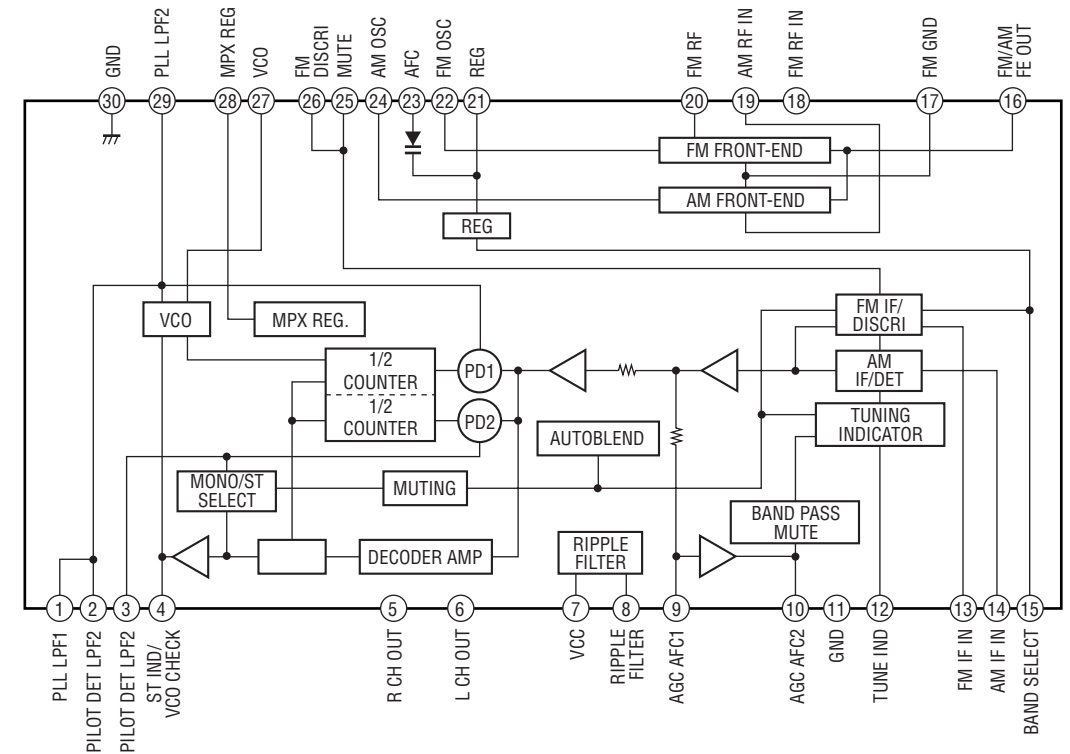 GND
PLL LPF2
MPX REG
VCO
FM
DISCRI
MUTE
AM OSC
AFC
FM OSC
REG
FM RF
AM RF IN
FM RF IN
FM GND
FM/AM
FE OUT
30
29
28
27
26
25
24
23
22
21
20
19
18
17
16
FM FRONT-END
AM FRONT-END
REG
VCO
MPX REG.
FM IF/
DISCRI
1/2
COUNTER
PD1
AM
IF/DET
1/2
COUNTER
PD2
AUTOBLEND
TUNING
INDICATOR
MONO/ST
SELECT
MUTING
BAND PASS
MUTE
DECODER AMP
RIPPLE
FILTER
1
2
3
4
5
6
7
8
9
10
11
12
13
14
15
PLL LPF1
PILOT DET LPF2
PILOT DET LPF2
ST IND/
VCO CHECK
R CH OUT
L CH OUT
VCC
RIPPLE
FILTER
AGC AFC1
AGC AFC2
GND
TUNE IND
FM IF IN
AM IF IN
BAND SELECT